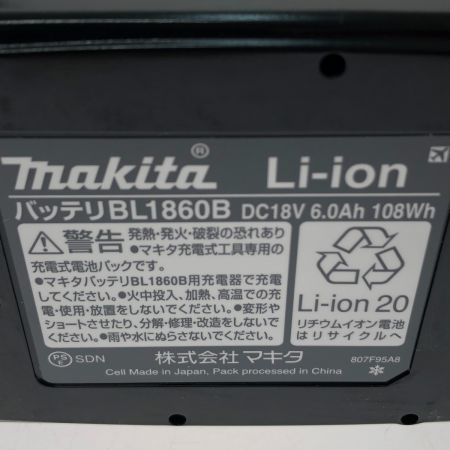 makita® Li-ion
バッテリBL1860B DC18V 6.0Ah 108Wh
警告 発熱・発火・破裂の恐れあり
●マキタ充電式工具専用の
充電式電池パックです。
●マキタバッテリBL1860B用充電器で充電
してください。●火中投入、加熱、高温での充
電・使用・放置をしないでください。●変形や
ショートさせたり、分解・修理・改造をしないで
ください。●雨や水にぬらさないでください。
Li-ion 20
リチウムイオン電池
はリサイクルへ
PS E SDN 株式会社 マキタ 807F95A8
Cell Made in Japan, Pack processed in China